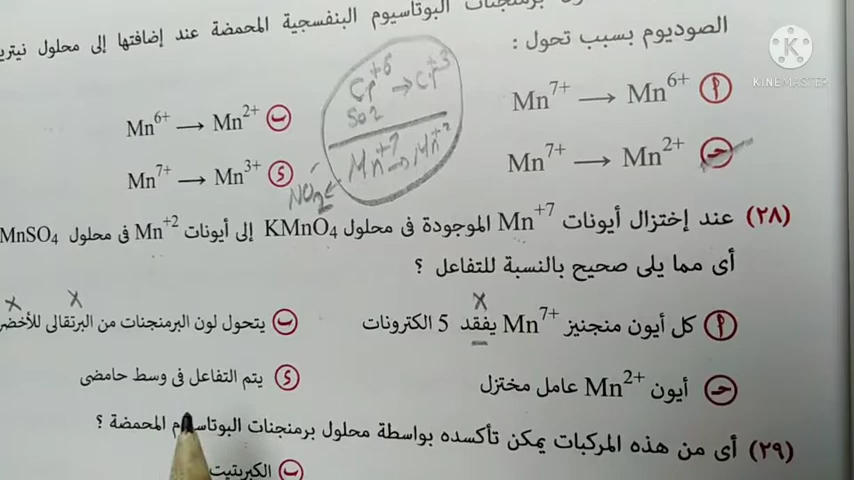 برمنجنات البوتاسيوم البنفسجية المحمضة عند إضافتها إلى محلول نيتري
الصوديوم بسبب تحول :
KINEMASTER
أ Mn7+ → Mn6+
ب Mn6+ → Mn2+
ج Mn7+ → Mn2+
د Mn7+ → Mn3+
Cr+6 → Cr+3
SO2
Mn+7 → Mn+2
NO2-
(٢٨) عند إختزال أيونات Mn+7 الموجودة فى محلول KMnO4 إلى أيونات Mn+2 فى محلول MnSO4
أى مما يلى صحيح بالنسبة للتفاعل ؟
أ كل أيون منجنيز Mn7+ يفقد 5 الكترونات
ب يتحول لون البرمنجنات من البرتقالى للأخضر
ج أيون Mn2+ عامل مختزل
د يتم التفاعل فى وسط حامضى
(٢٩) أى من هذه المركبات يمكن تأكسده بواسطة محلول برمنجنات البوتاسيوم المحمضة ؟
ب الكبريتيت